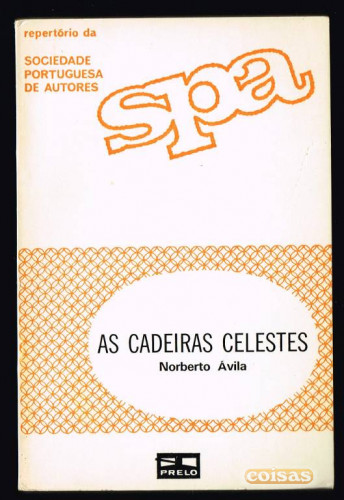 repertório da
SOCIEDADE
PORTUGUESA
DE AUTORES
spa
AS CADEIRAS CELESTES
Norberto Ávila
PRELO
coisas